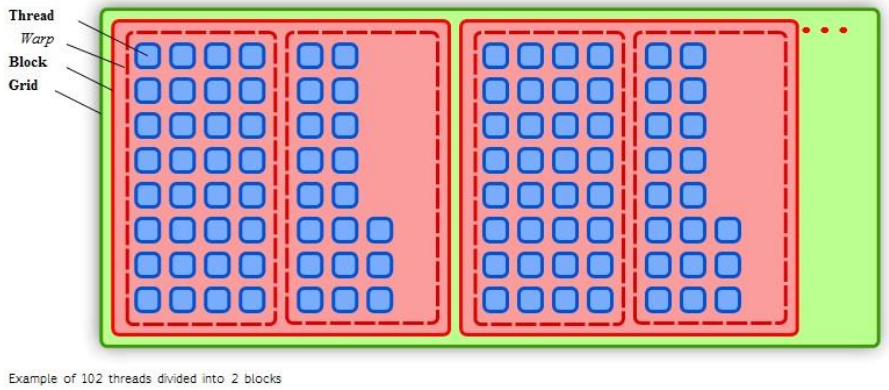 Thread
Warp
Block
Grid
Example of 102 threads divided into 2 blocks